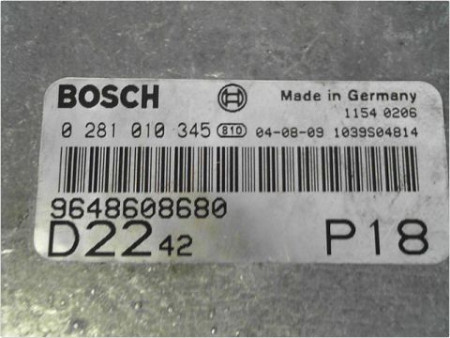 BOSCH Made in Germany
1154 0206
0 281 010 345 810 04-08-09 1039S04814
9648608680
D22 42 P18